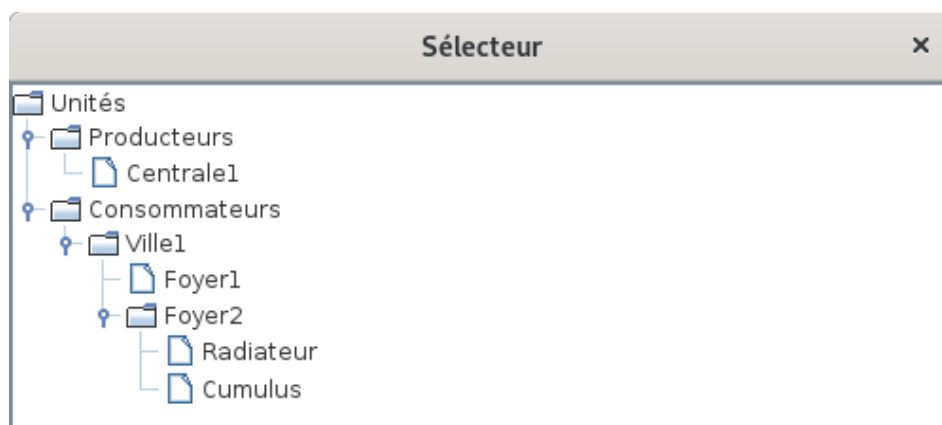 Sélecteur
Unités
Producteurs
Centrale1
Consommateurs
Ville1
Foyer1
Foyer2
Radiateur
Cumulus